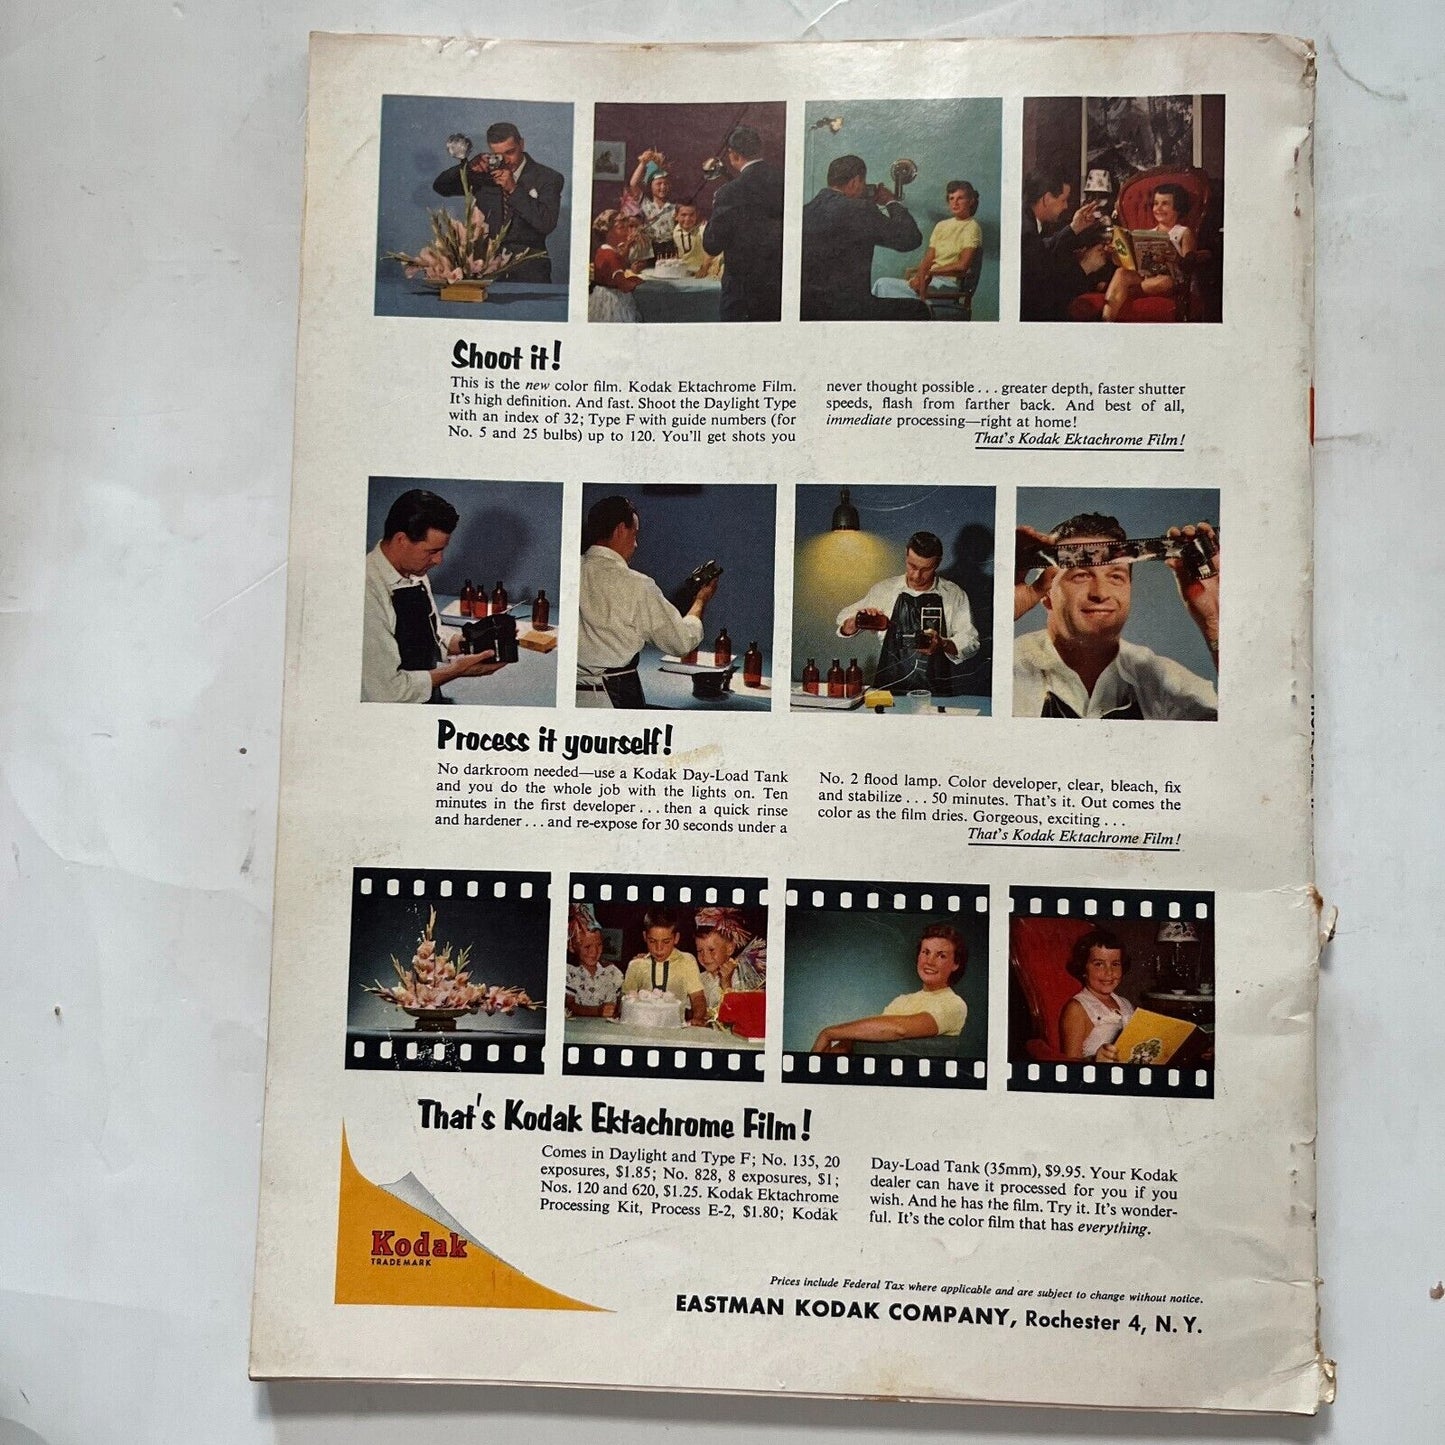 Shoot it!
This is the new color film. Kodak Ektachrome Film.
It's high definition. And fast. Shoot the Daylight Type
with an index of 32; Type F with guide numbers (for
No. 5 and 25 bulbs) up to 120. You'll get shots you
never thought possible . . . greater depth, faster shutter
speeds, flash from farther back. And best of all,
immediate processing—right at home!
That's Kodak Ektachrome Film!
Process it yourself!
No darkroom needed—use a Kodak Day-Load Tank
and you do the whole job with the lights on. Ten
minutes in the first developer . . . then a quick rinse
and hardener . . . and re-expose for 30 seconds under a
No. 2 flood lamp. Color developer, clear, bleach, fix
and stabilize . . . 50 minutes. That's it. Out comes the
color as the film dries. Gorgeous, exciting . . .
That's Kodak Ektachrome Film!
That's Kodak Ektachrome Film!
Comes in Daylight and Type F; No. 135, 20
exposures, $1.85; No. 828, 8 exposures, $1;
Nos. 120 and 620, $1.25. Kodak Ektachrome
Processing Kit, Process E-2, $1.80; Kodak
Day-Load Tank (35mm), $9.95. Your Kodak
dealer can have it processed for you if you
wish. And he has the film. Try it. It's wonder-
ful. It's the color film that has everything.
Kodak
TRADEMARK
Prices include Federal Tax where applicable and are subject to change without notice.
EASTMAN KODAK COMPANY, Rochester 4, N. Y.